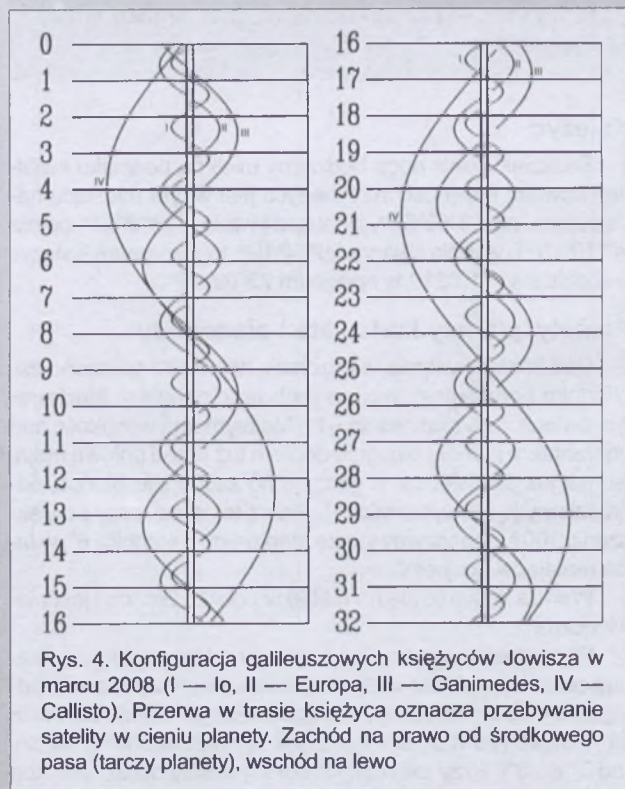 0
1
2
3
4
5
6
7
8
9
10
11
12
13
14
15
16
I
II
III
IV
16
17
18
19
20
21
22
23
24
25
26
27
28
29
30
31
32
I
II
III
IV
Rys. 4. Konfiguracja galileuszowych księżyców Jowisza w
marcu 2008 (I – Io, II – Europa, III – Ganimedes, IV –
Callisto). Przerwa w trasie księżyca oznacza przebywanie
satelity w cieniu planety. Zachód na prawo od środkowego
pasa (tarczy planety), wschód na lewo